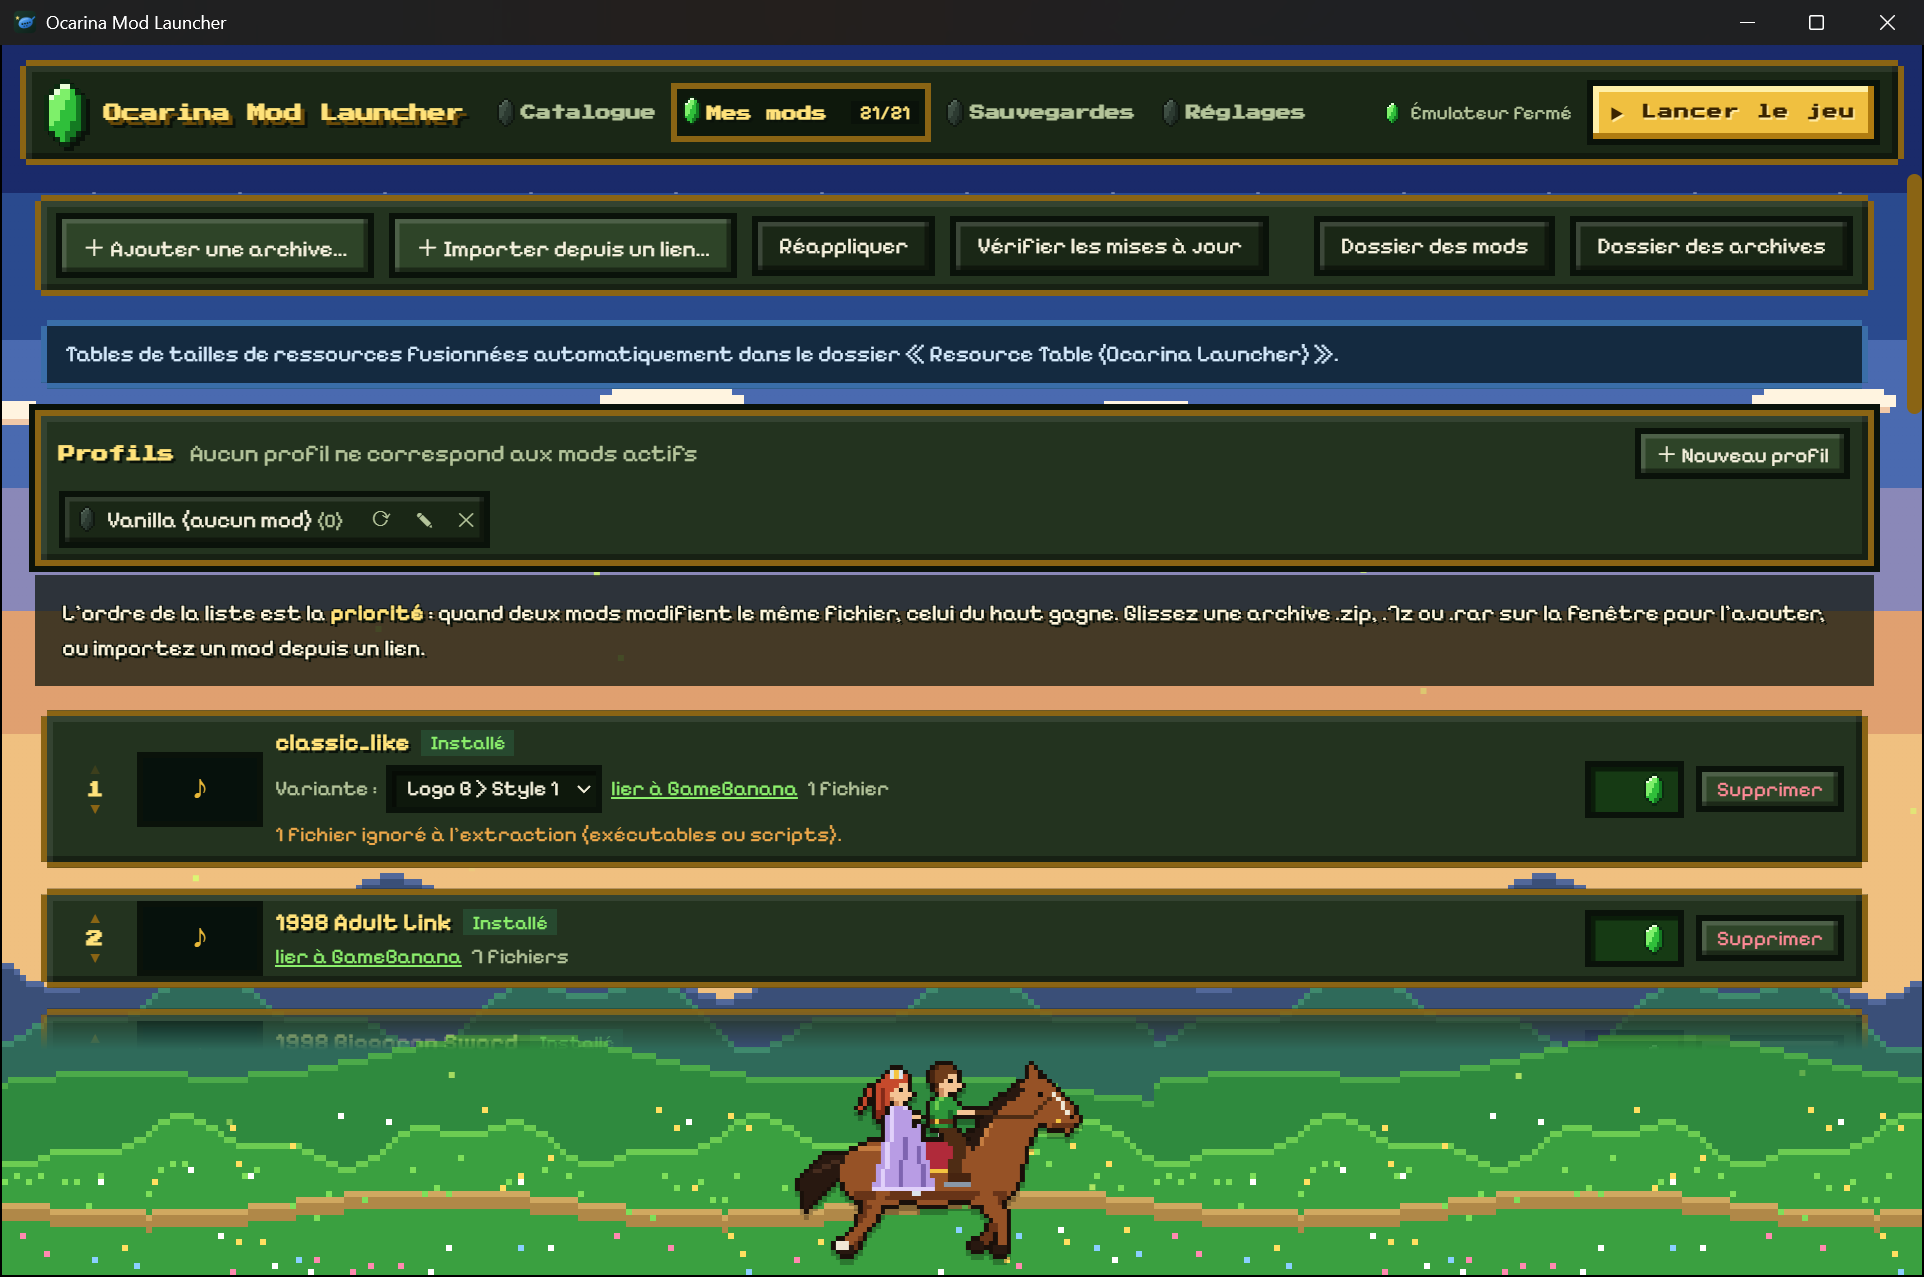 Ocarina Mod Launcher
Ocarina Mod Launcher
Catalogue
Mes mods 21/21
Sauvegardes
Réglages
Émulateur fermé
▶ Lancer le jeu
+ Ajouter une archive…
+ Importer depuis un lien…
Réappliquer
Vérifier les mises à jour
Dossier des mods
Dossier des archives
Tables de tailles de ressources fusionnées automatiquement dans le dossier « Resource Table (Ocarina Launcher) ».
Profils Aucun profil ne correspond aux mods actifs
+ Nouveau profil
Vanilla (aucun mod) (0)
L'ordre de la liste est la priorité : quand deux mods modifient le même fichier, celui du haut gagne. Glissez une archive .zip, .7z ou .rar sur la fenêtre pour l'ajouter,
ou importez un mod depuis un lien.
1
classic_like Installé
Variante : Logo 8 > Style 1 lier à GameBanana 1 fichier
1 fichier ignoré à l'extraction (exécutables ou scripts).
Supprimer
2
1998 Adult Link Installé
lier à GameBanana 7 fichiers
Supprimer
1998 Biggoron Sword Installé